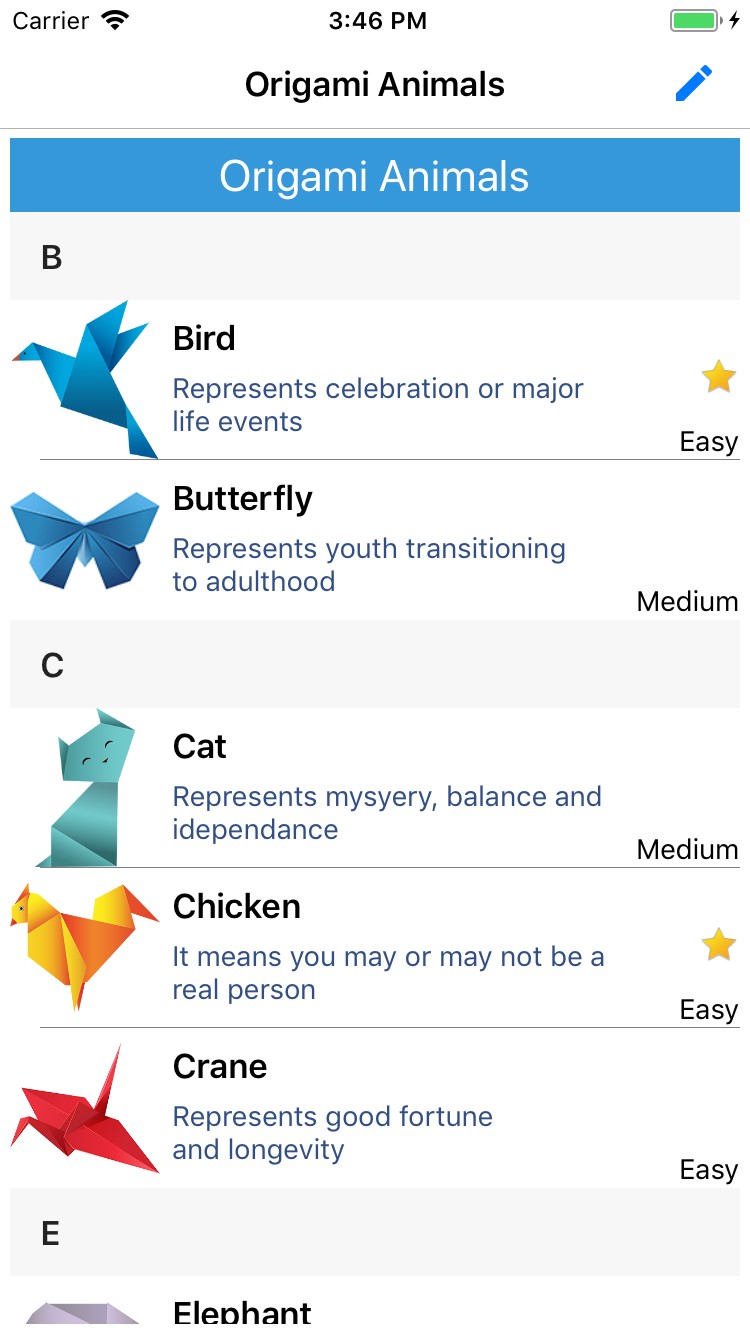 Carrier 3:46 PM
Origami Animals
Origami Animals
B
Bird
Represents celebration or major
life events
Easy
Butterfly
Represents youth transitioning
to adulthood
Medium
C
Cat
Represents mysyery, balance and
idependance
Medium
Chicken
It means you may or may not be a
real person
Easy
Crane
Represents good fortune
and longevity
Easy
E
Elephant